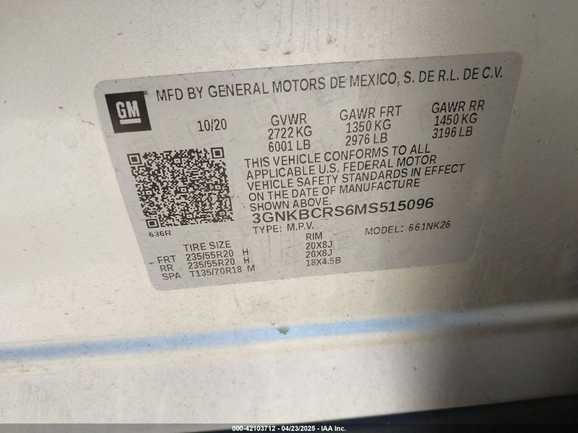 GM
MFD BY GENERAL MOTORS DE MEXICO, S. DE R.L. DE C.V.
10/20 GVWR GAWR FRT GAWR RR
2722 KG 1350 KG 1450 KG
6001 LB 2976 LB 3196 LB
THIS VEHICLE CONFORMS TO ALL
APPLICABLE U.S. FEDERAL MOTOR
VEHICLE SAFETY STANDARDS IN EFFECT
ON THE DATE OF MANUFACTURE
SHOWN ABOVE.
3GNKBCRS6MS515096
636R TYPE: M.P.V. MODEL: 661NK26
TIRE SIZE RIM
FRT 235/55R20 H 20X8J
RR 235/55R20 H 20X8J
SPA T135/70R18 M 18X4.5B
000-42103712 - 04/23/2025 - IAA Inc.